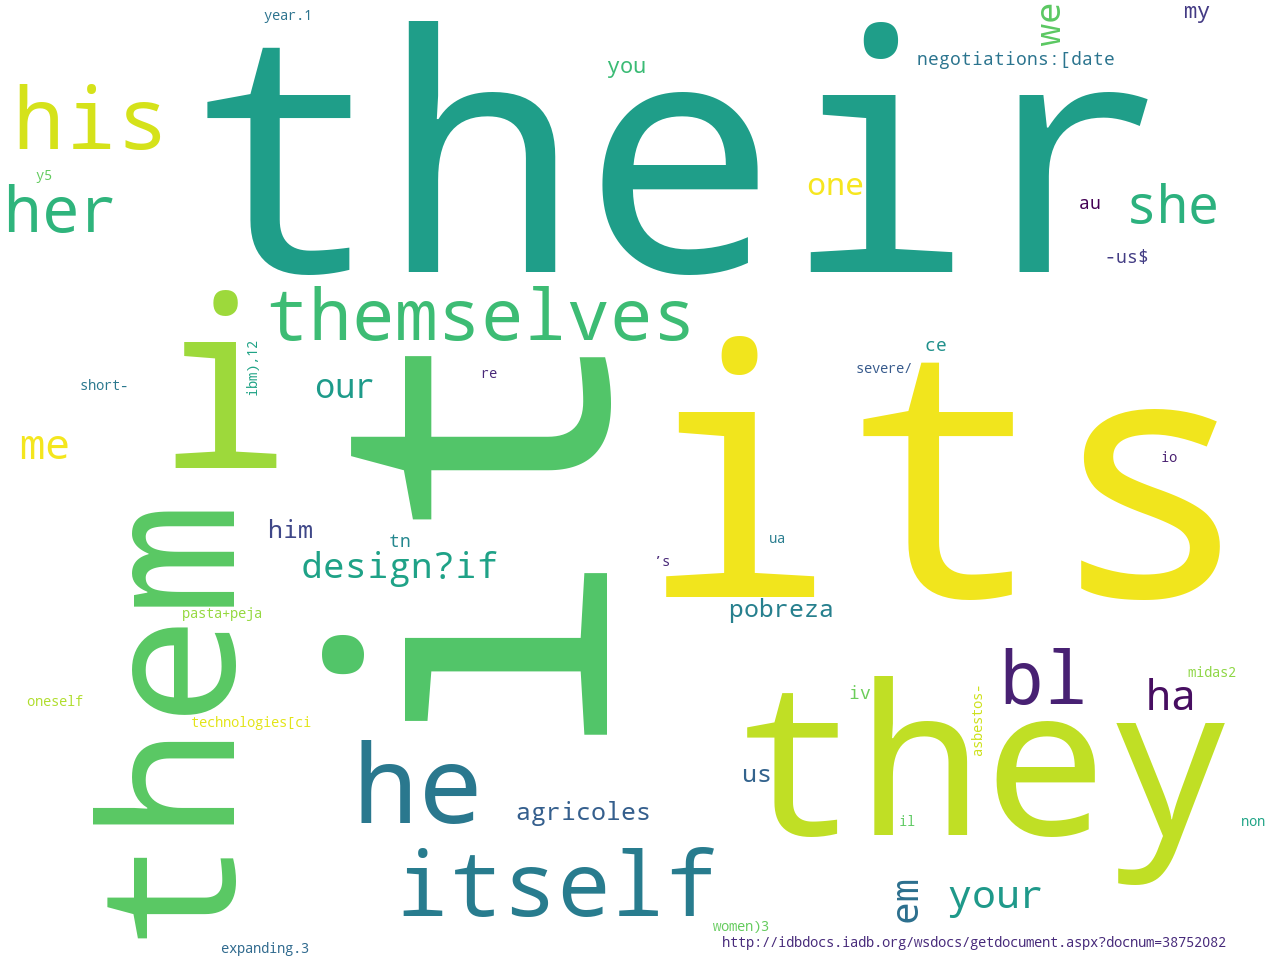 year.1
we
my
their
negotiations:[date
you
his
y5
one
her
au
she
-us$
themselves
i
ibm),12
its
ce
re
severe/
short-
our
me
it
io
them
him
tn
ua
's
design?if
pobreza
pasta+peja
bl
midas2
ha
they
iv
asbestos-
oneself
technologies[ci
he
us
agricoles
il
non
itself
em
your
women)3
http://idbdocs.iadb.org/wsdocs/getdocument.aspx?docnum=38752082
expanding.3